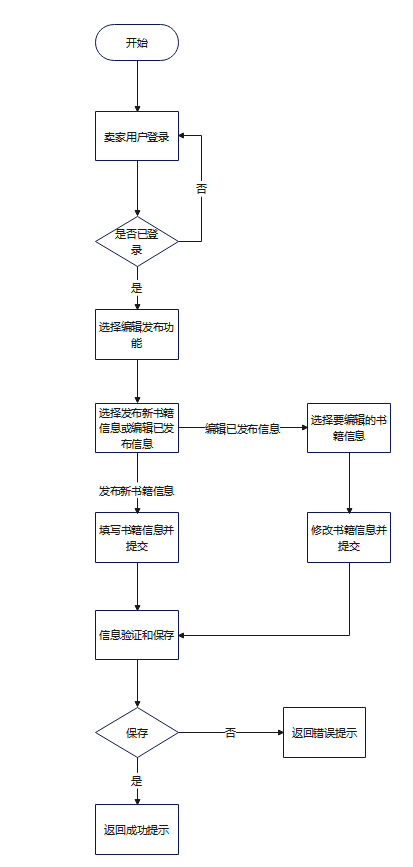 开始
卖家用户登录
否
是否已登
录
是
选择编辑发布功
能
选择发布新书籍
信息或编辑已发
布信息
编辑已发布信息
选择要编辑的书
籍信息
发布新书籍信息
填写书籍信息并
提交
修改书籍信息并
提交
信息验证和保存
保存
否
返回错误提示
是
返回成功提示